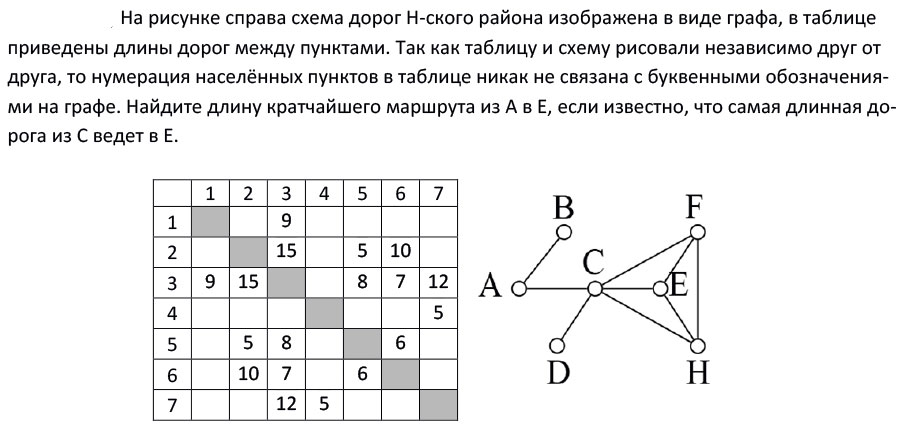 На рисунке справа схема дорог Н-ского района изображена в виде графа, в таблице
приведены длины дорог между пунктами. Так как таблицу и схему рисовали независимо друг от
друга, то нумерация населённых пунктов в таблице никак не связана с буквенными обозначения-
ми на графе. Найдите длину кратчайшего маршрута из А в Е, если известно, что самая длинная до-
рога из С ведет в Е.
1 2 3 4 5 6 7
1 9
2 15 5 10
3 9 15 8 7 12
4 5
5 5 8 6
6 10 7 6
7 12 5
B F
C
A E
D H